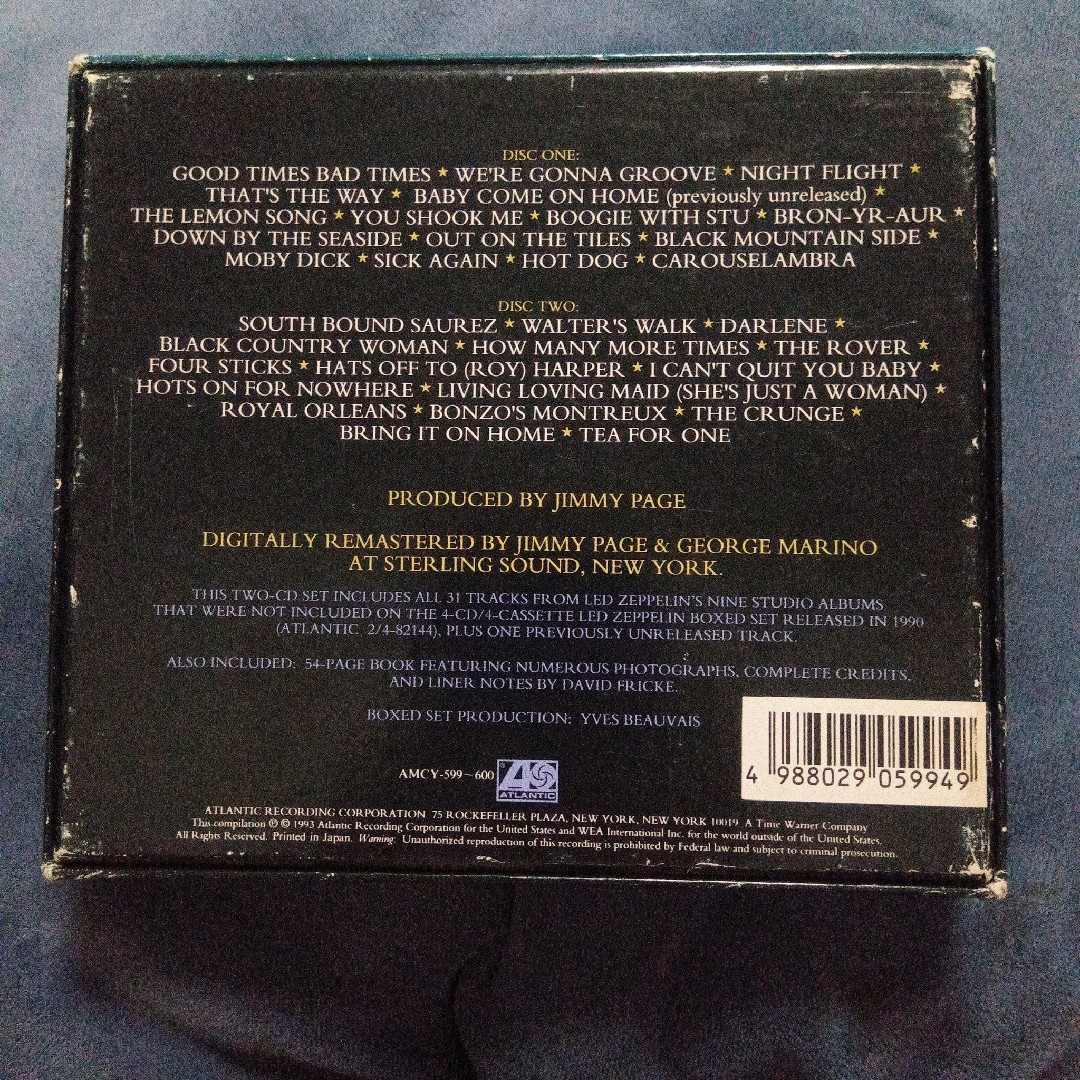 DISC ONE:
GOOD TIMES BAD TIMES ★ WE'RE GONNA GROOVE ★ NIGHT FLIGHT ★
THAT'S THE WAY ★ BABY COME ON HOME (previously unreleased) ★
THE LEMON SONG ★ YOU SHOOK ME ★ BOOGIE WITH STU ★ BRON-YR-AUR ★
DOWN BY THE SEASIDE ★ OUT ON THE TILES ★ BLACK MOUNTAIN SIDE ★
MOBY DICK ★ SICK AGAIN ★ HOT DOG ★ CAROUSELAMBRA
DISC TWO:
SOUTH BOUND SAUREZ ★ WALTER'S WALK ★ DARLENE ★
BLACK COUNTRY WOMAN ★ HOW MANY MORE TIMES ★ THE ROVER ★
FOUR STICKS ★ HATS OFF TO (ROY) HARPER ★ I CAN'T QUIT YOU BABY ★
HOTS ON FOR NOWHERE ★ LIVING LOVING MAID (SHE'S JUST A WOMAN) ★
ROYAL ORLEANS ★ BONZO'S MONTREUX ★ THE CRUNGE ★
BRING IT ON HOME ★ TEA FOR ONE
PRODUCED BY JIMMY PAGE
DIGITALLY REMASTERED BY JIMMY PAGE & GEORGE MARINO
AT STERLING SOUND, NEW YORK.
THIS TWO-CD SET INCLUDES ALL 31 TRACKS FROM LED ZEPPELIN'S NINE STUDIO ALBUMS
THAT WERE NOT INCLUDED ON THE 4-CD/4-CASSETTE LED ZEPPELIN BOXED SET RELEASED IN 1990
(ATLANTIC 2/4-82144), PLUS ONE PREVIOUSLY UNRELEASED TRACK.
ALSO INCLUDED: 54-PAGE BOOK FEATURING NUMEROUS PHOTOGRAPHS, COMPLETE CREDITS,
AND LINER NOTES BY DAVID FRICKE.
BOXED SET PRODUCTION: YVES BEAUVAIS
4 988029 059949
AMCY-599~600
ATLANTIC
ATLANTIC RECORDING CORPORATION 75 ROCKEFELLER PLAZA, NEW YORK, NEW YORK 10019. A Time Warner Company
This compilation ℗ © 1993 Atlantic Recording Corporation for the United States and WEA International Inc. for the world outside of the United States.
All Rights Reserved. Printed in Japan. Warning: Unauthorized reproduction of this recording is prohibited by Federal law and subject to criminal prosecution.